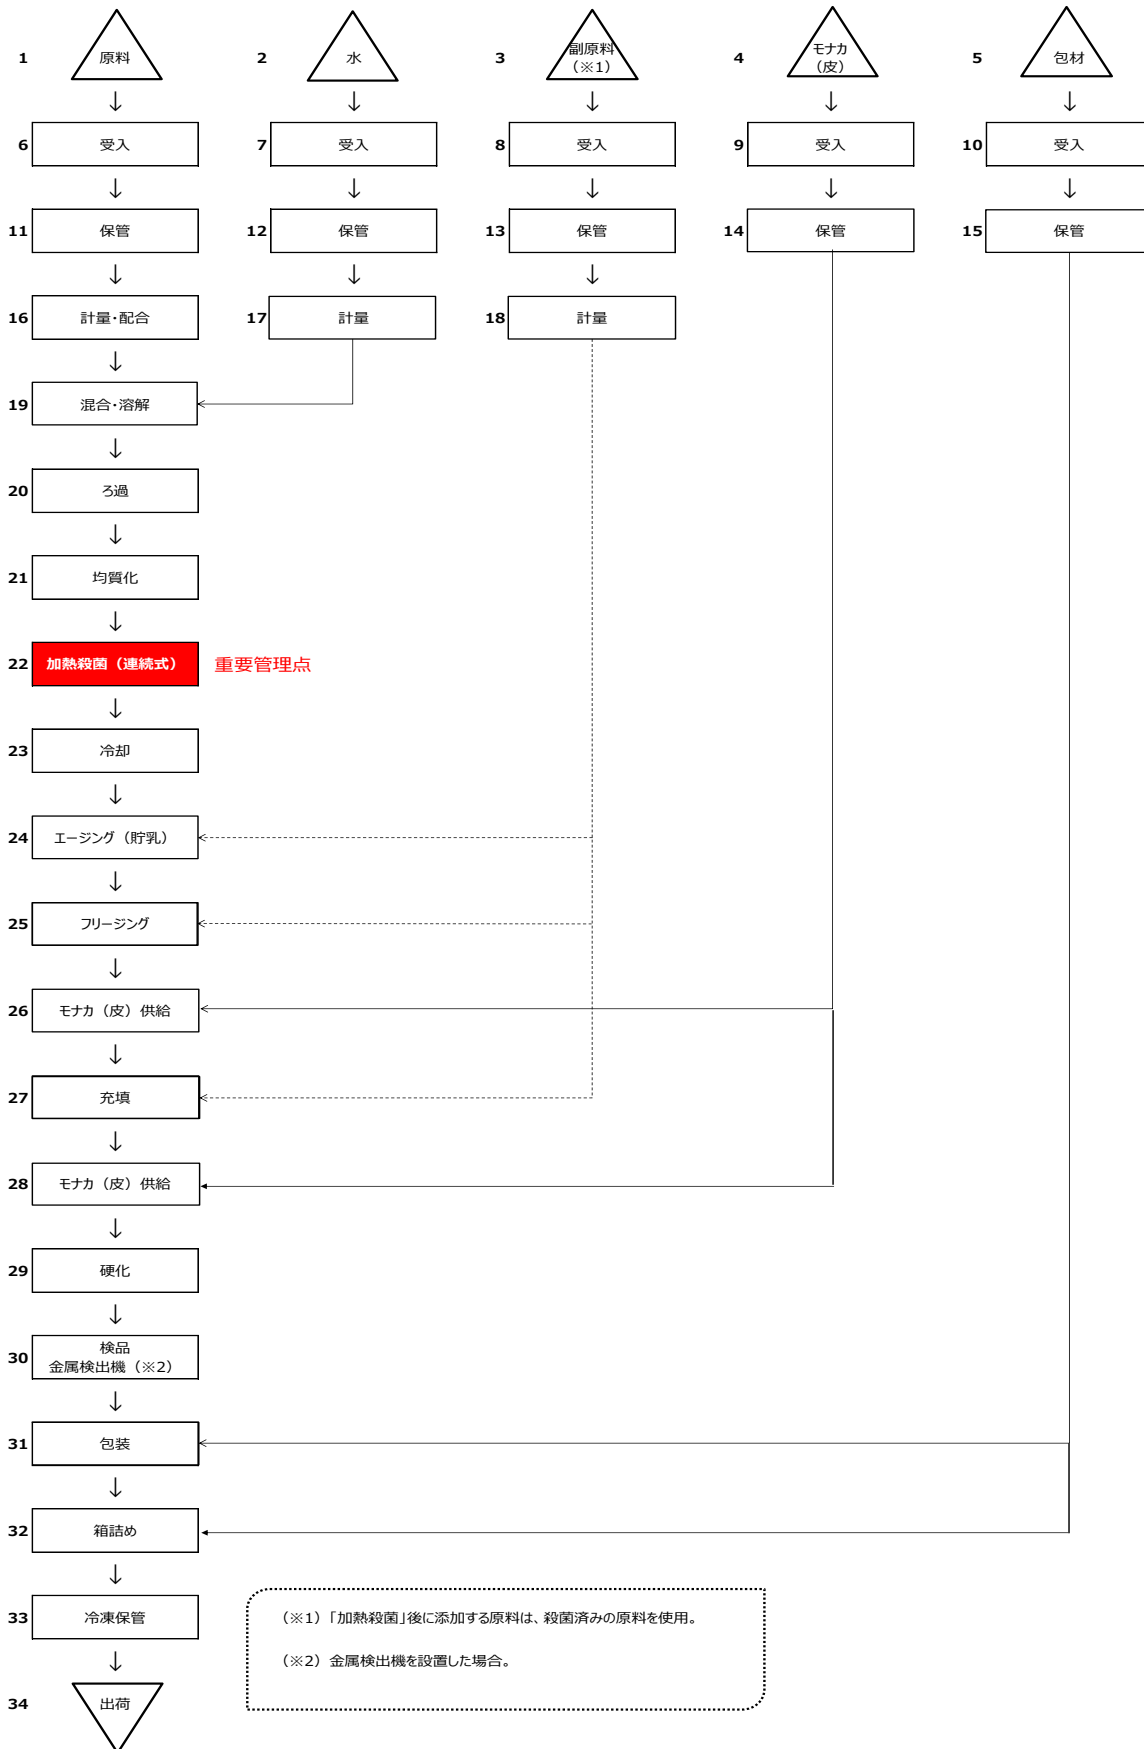 1 原料 2 水 3 副原料 4 モナカ 5 包材
（※1） （皮）
6 受入 7 受入 8 受入 9 受入 10 受入
11 保管 12 保管 13 保管 14 保管 15 保管
16 計量・配合 17 計量 18 計量
19 混合・溶解
20 ろ過
21 均質化
22 加熱殺菌（連続式） 重要管理点
23 冷却
24 エージング（貯乳）
25 フリージング
26 モナカ（皮）供給
27 充填
28 モナカ（皮）供給
29 硬化
30 検品
金属検出機（※2）
31 包装
32 箱詰め
33 冷凍保管
（※1）「加熱殺菌」後に添加する原料は、殺菌済みの原料を使用。
（※2）金属検出機を設置した場合。
34 出荷